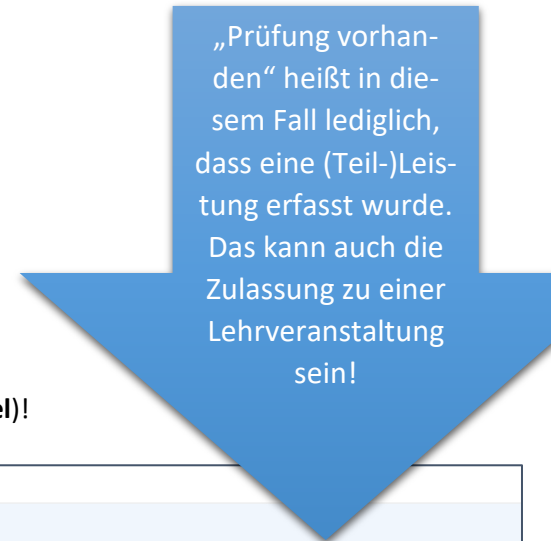 „Prüfung vorhan-
den“ heißt in die-
sem Fall lediglich,
dass eine (Teil-)Leis-
tung erfasst wurde.
Das kann auch die
Zulassung zu einer
Lehrveranstaltung
sein!
el)!